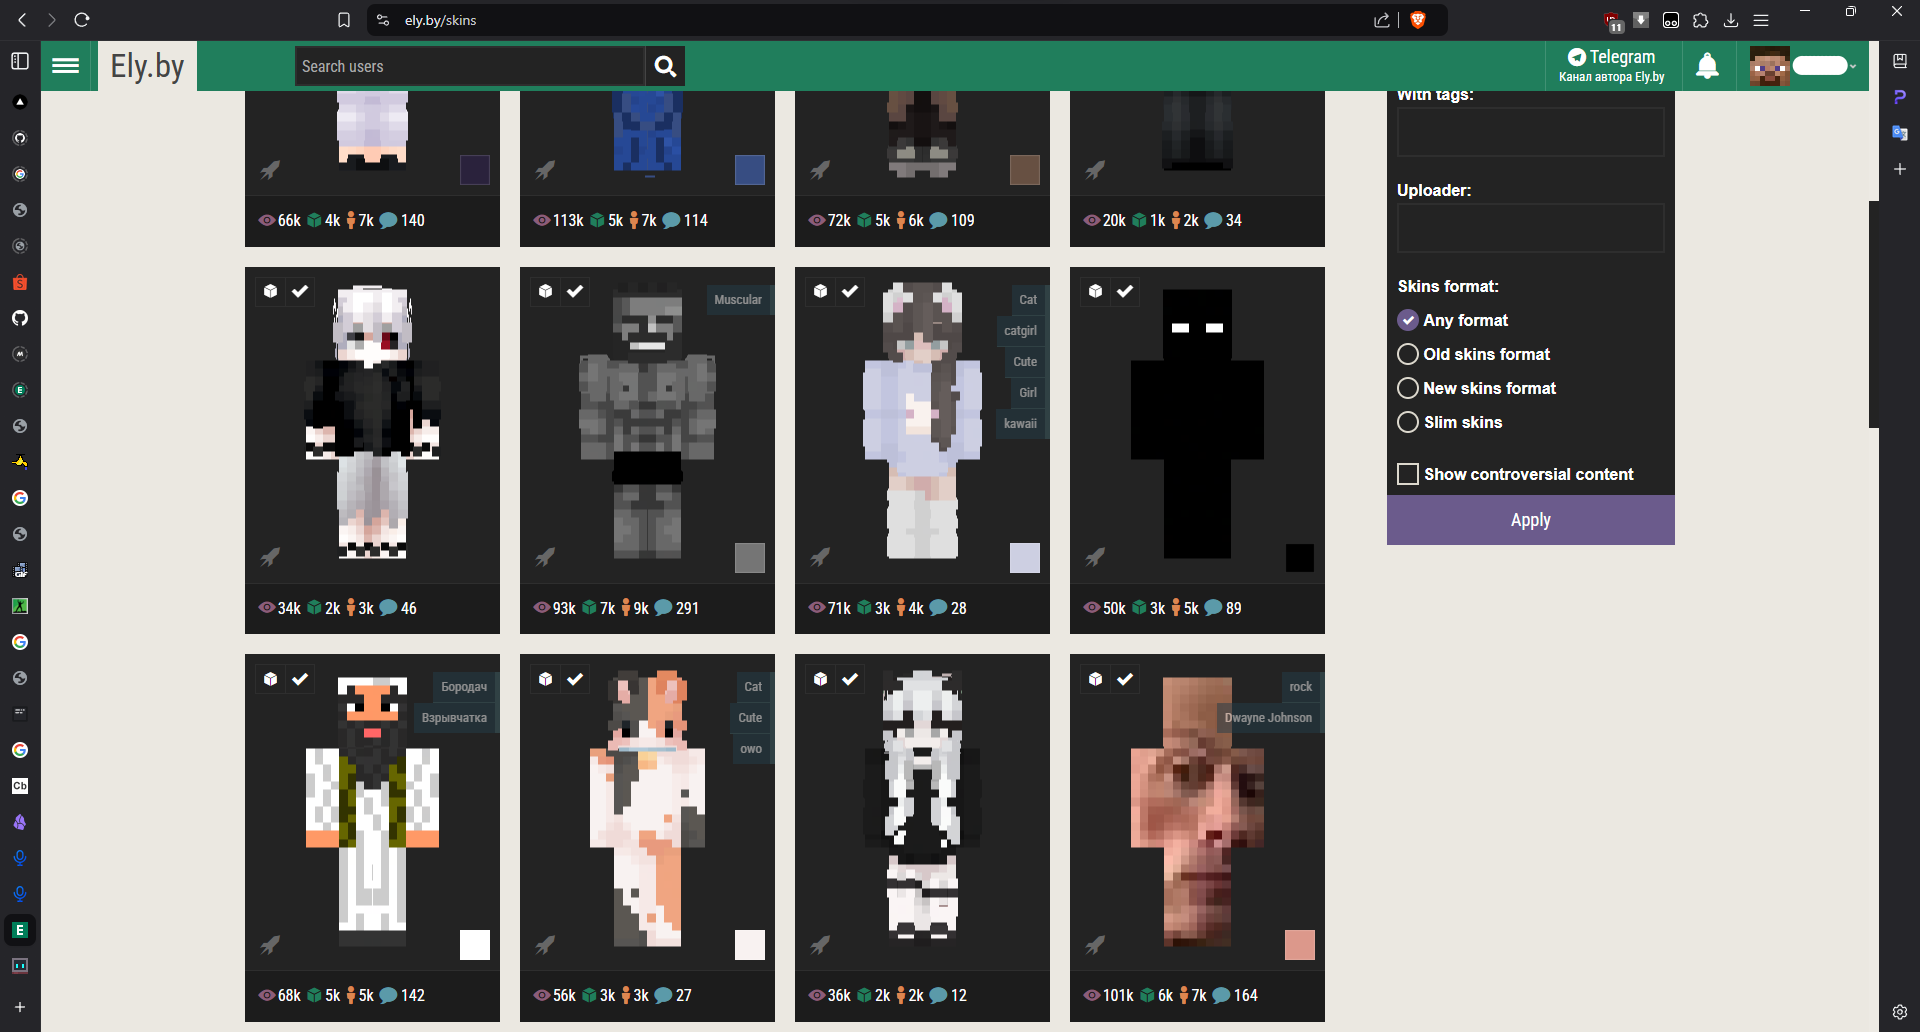 ely.by/skins
11
Ely.by
Search users
Telegram
Канал автора Ely.by
With tags:
66k 4k 7k 140
113k 5k 7k 114
72k 5k 6k 109
20k 1k 2k 34
Uploader:
Skins format:
Any format
Old skins format
New skins format
Slim skins
Show controversial content
Apply
Muscular
Cat
catgirl
Cute
Girl
kawaii
34k 2k 3k 46
93k 7k 9k 291
71k 3k 4k 28
50k 3k 5k 89
Бородач
Взрывчатка
Cat
Cute
owo
rock
Dwayne Johnson
68k 5k 5k 142
56k 3k 3k 27
36k 2k 2k 12
101k 6k 7k 164
GIF
Cb
E